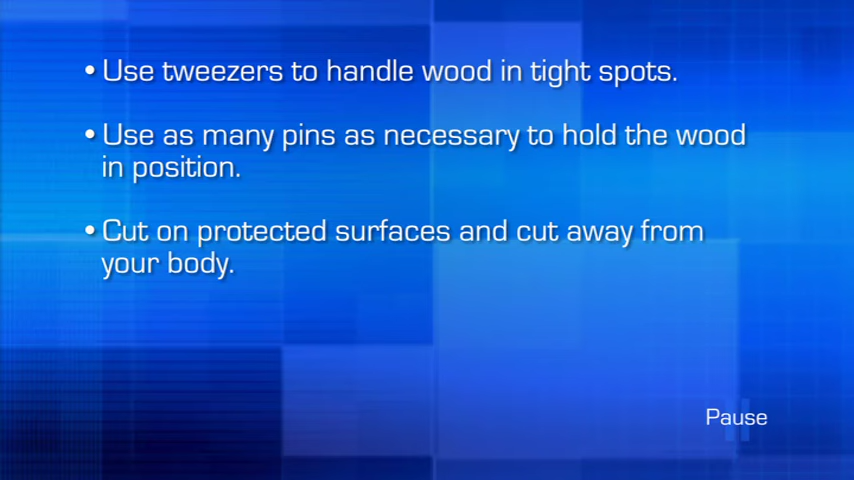 • Use tweezers to handle wood in tight spots.
• Use as many pins as necessary to hold the wood
in position.
• Cut on protected surfaces and cut away from
your body.
Pause